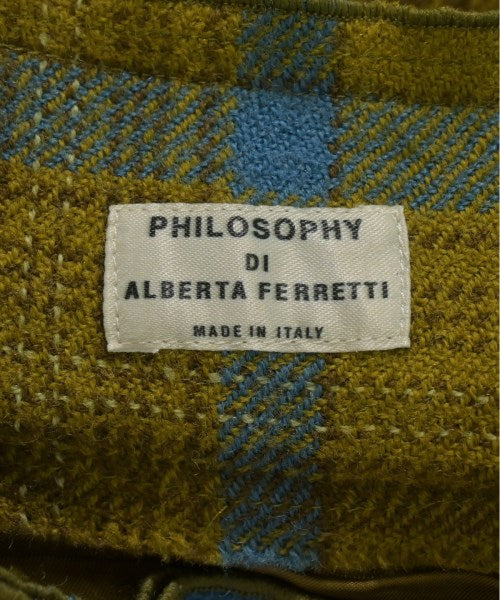 PHILOSOPHY
DI
ALBERTA FERRETTI
MADE IN ITALY